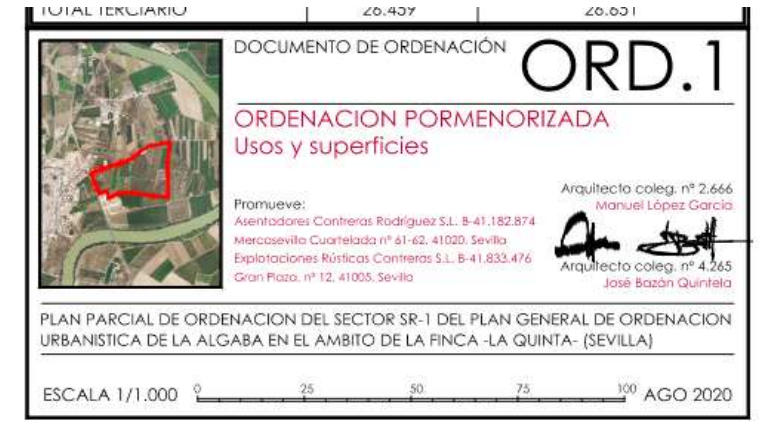 TOTAL TERCIARIO 26.459 26.651
DOCUMENTO DE ORDENACIÓN
ORD.1
ORDENACION PORMENORIZADA
Usos y superficies
Promueve:
Asentadores Contreras Rodríguez S.L. B-41.182.874
Mercasevilla Cuartelada nº 61-62, 41020, Sevilla
Explotaciones Rústicas Contreras S.L. B-41.833.476
Gran Plaza, nº 12, 41005, Sevilla
Arquitecto coleg. nº 2.666
Manuel López García
Arquitecto coleg. nº 4.265
José Bazán Quintela
PLAN PARCIAL DE ORDENACION DEL SECTOR SR-1 DEL PLAN GENERAL DE ORDENACION
URBANISTICA DE LA ALGABA EN EL AMBITO DE LA FINCA -LA QUINTA- (SEVILLA)
ESCALA 1/1.000 0 25 50 75 100 AGO 2020